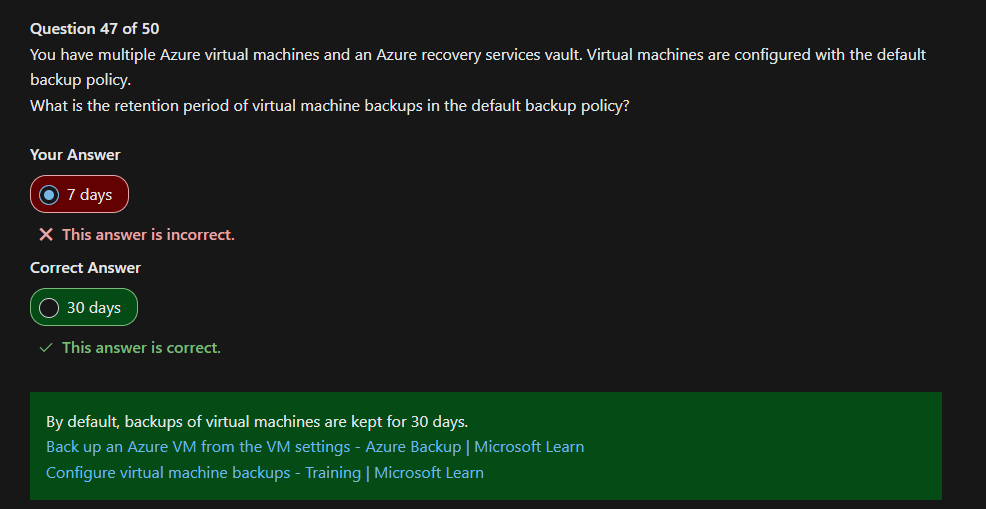 Question 47 of 50
You have multiple Azure virtual machines and an Azure recovery services vault. Virtual machines are configured with the default
backup policy.
What is the retention period of virtual machine backups in the default backup policy?
Your Answer
7 days
This answer is incorrect.
Correct Answer
30 days
This answer is correct.
By default, backups of virtual machines are kept for 30 days.
Back up an Azure VM from the VM settings - Azure Backup | Microsoft Learn
Configure virtual machine backups - Training | Microsoft Learn